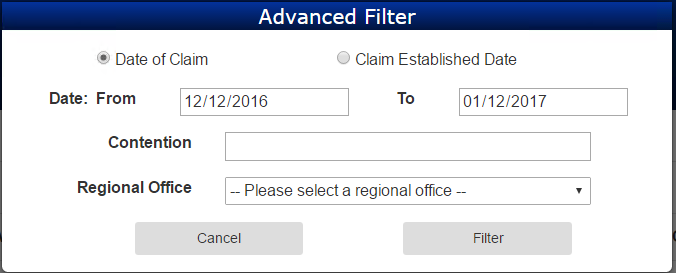 Advanced Filter
Date of Claim Claim Established Date
Date: From 12/12/2016 To 01/12/2017
Contention
Regional Office -- Please select a regional office --
Cancel Filter